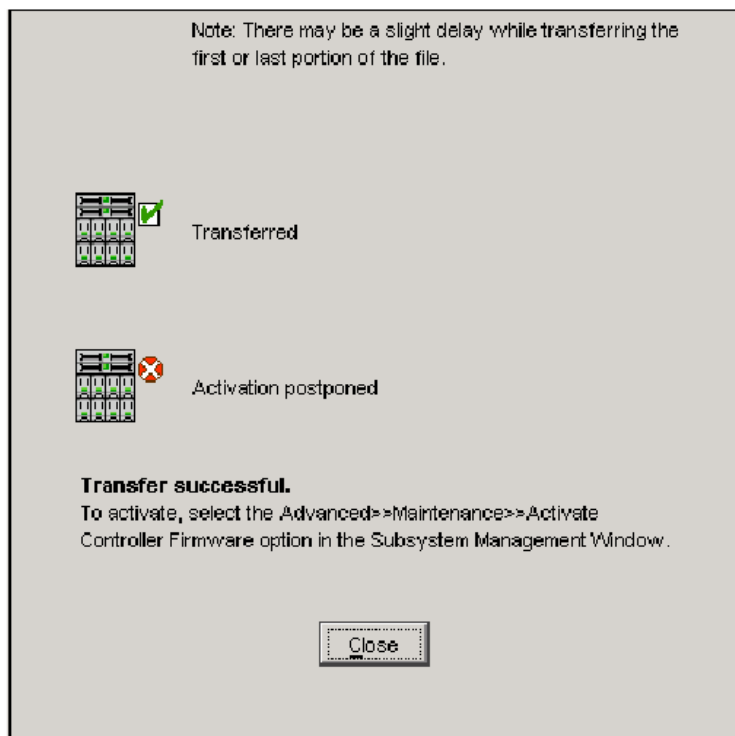 Note: There may be a slight delay while transferring the
first or last portion of the file.
Transferred
Activation postponed
Transfer successful.
To activate, select the Advanced>>Maintenance>>Activate
Controller Firmware option in the Subsystem Management Window.
Close